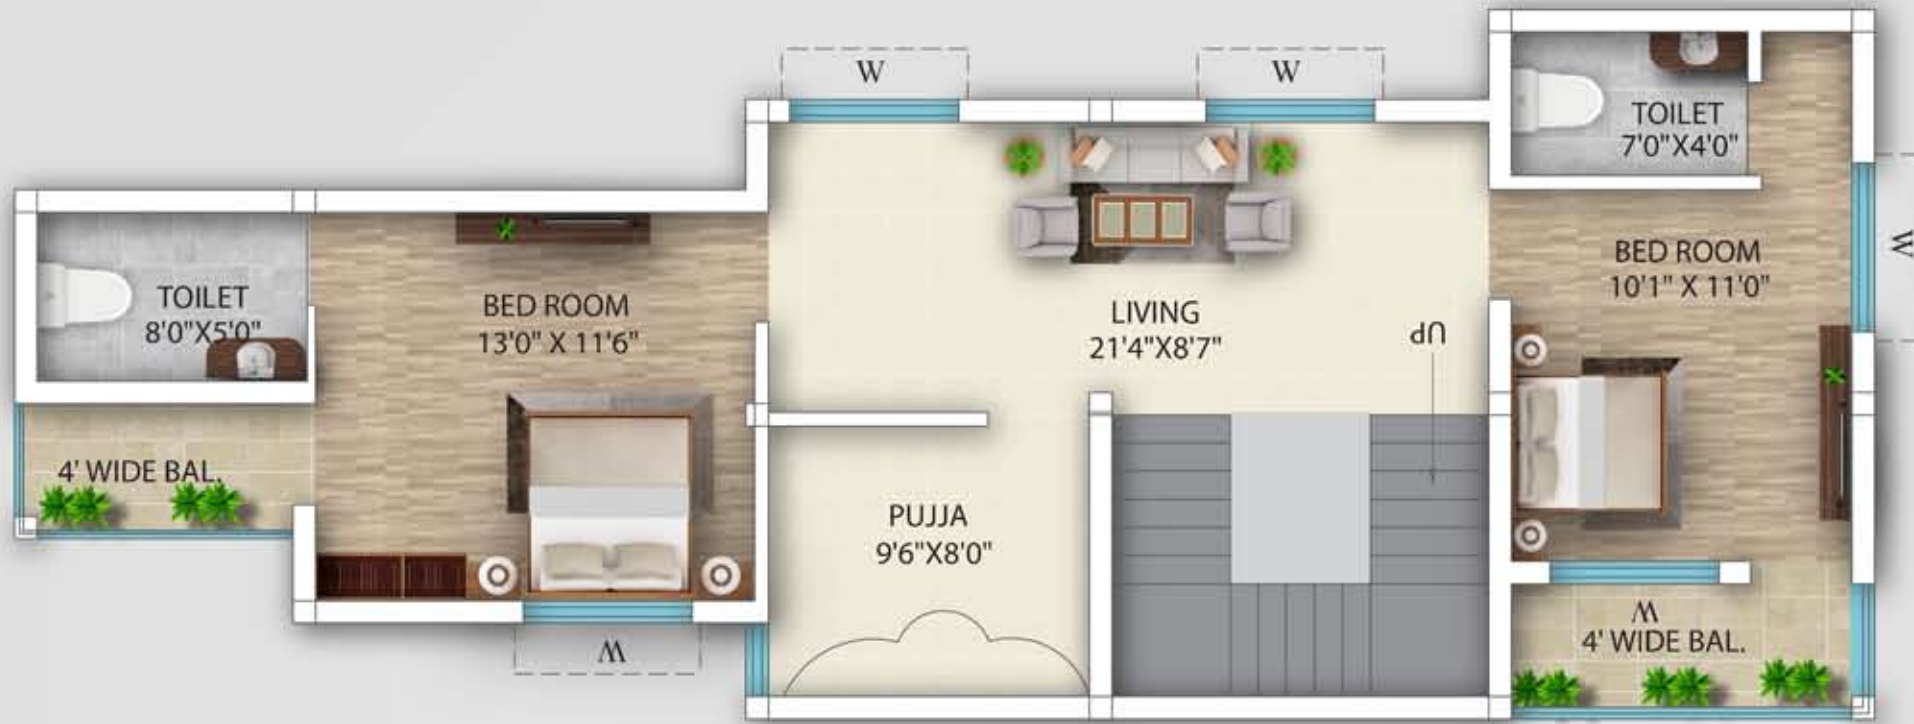 W
W
TOILET
7'0"X4'0"
W
TOILET
8'0"X5'0"
BED ROOM
13'0" X 11'6"
LIVING
21'4"X8'7"
UP
BED ROOM
10'1" X 11'0"
4' WIDE BAL.
PUJJA
9'6"X8'0"
W
W
4' WIDE BAL.